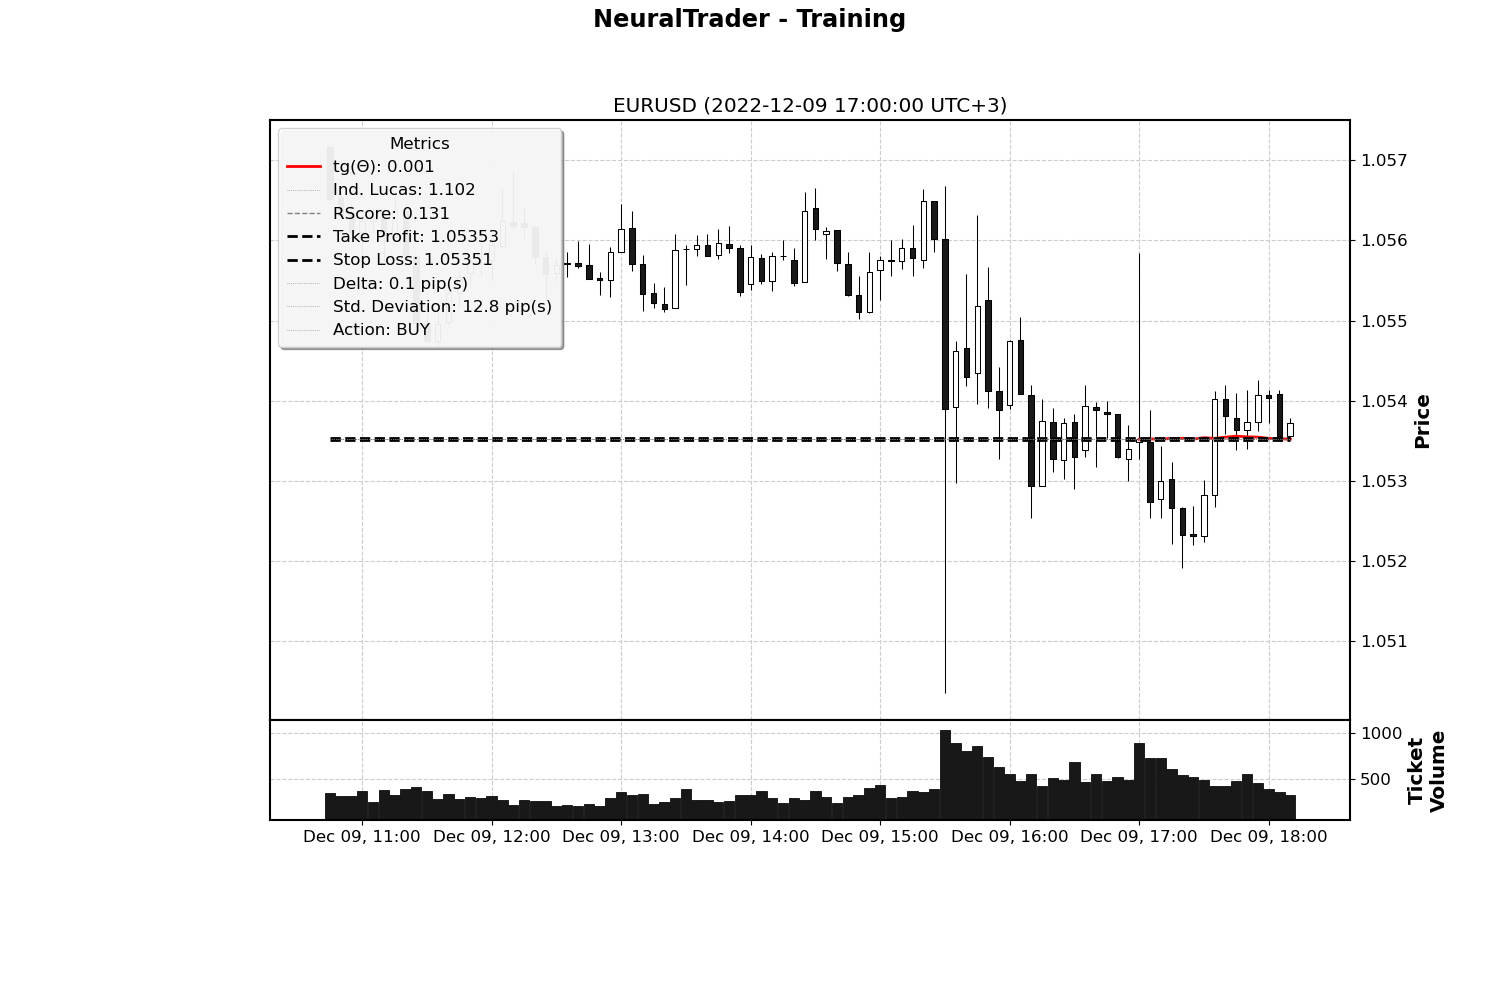 NeuralTrader - Training
EURUSD (2022-12-09 17:00:00 UTC+3)
Metrics
tg(Θ): 0.001
Ind. Lucas: 1.102
RScore: 0.131
Take Profit: 1.05353
Stop Loss: 1.05351
Delta: 0.1 pip(s)
Std. Deviation: 12.8 pip(s)
Action: BUY
1.057
1.056
1.055
1.054
1.053
1.052
1.051
Price
1000
500
Ticket
Volume
Dec 09, 11:00 Dec 09, 12:00 Dec 09, 13:00 Dec 09, 14:00 Dec 09, 15:00 Dec 09, 16:00 Dec 09, 17:00 Dec 09, 18:00